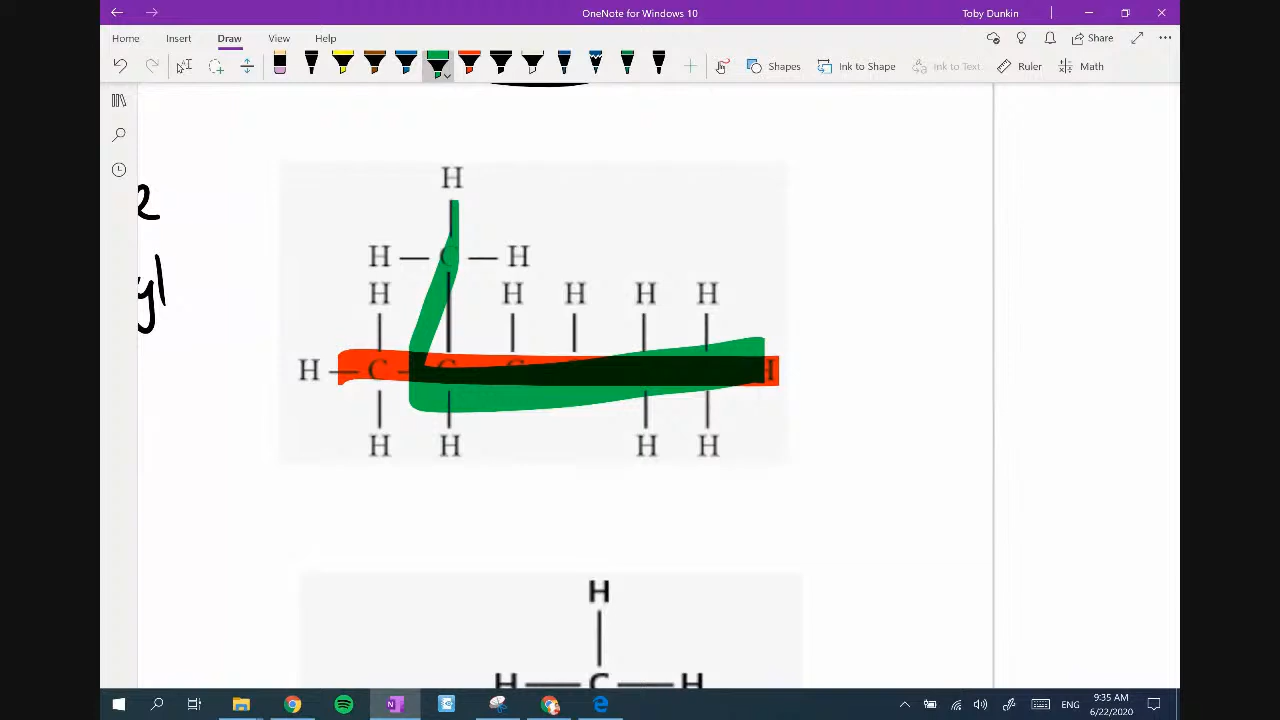 OneNote for Windows 10
Toby Dunkin
Home Insert Draw View Help
Share
Shapes Ink to Shape Ink to Text Ruler Math
yl
H
H C H
H H H H H
H C C C H
H H H H
H
H C H
ENG
9:35 AM
6/22/2020